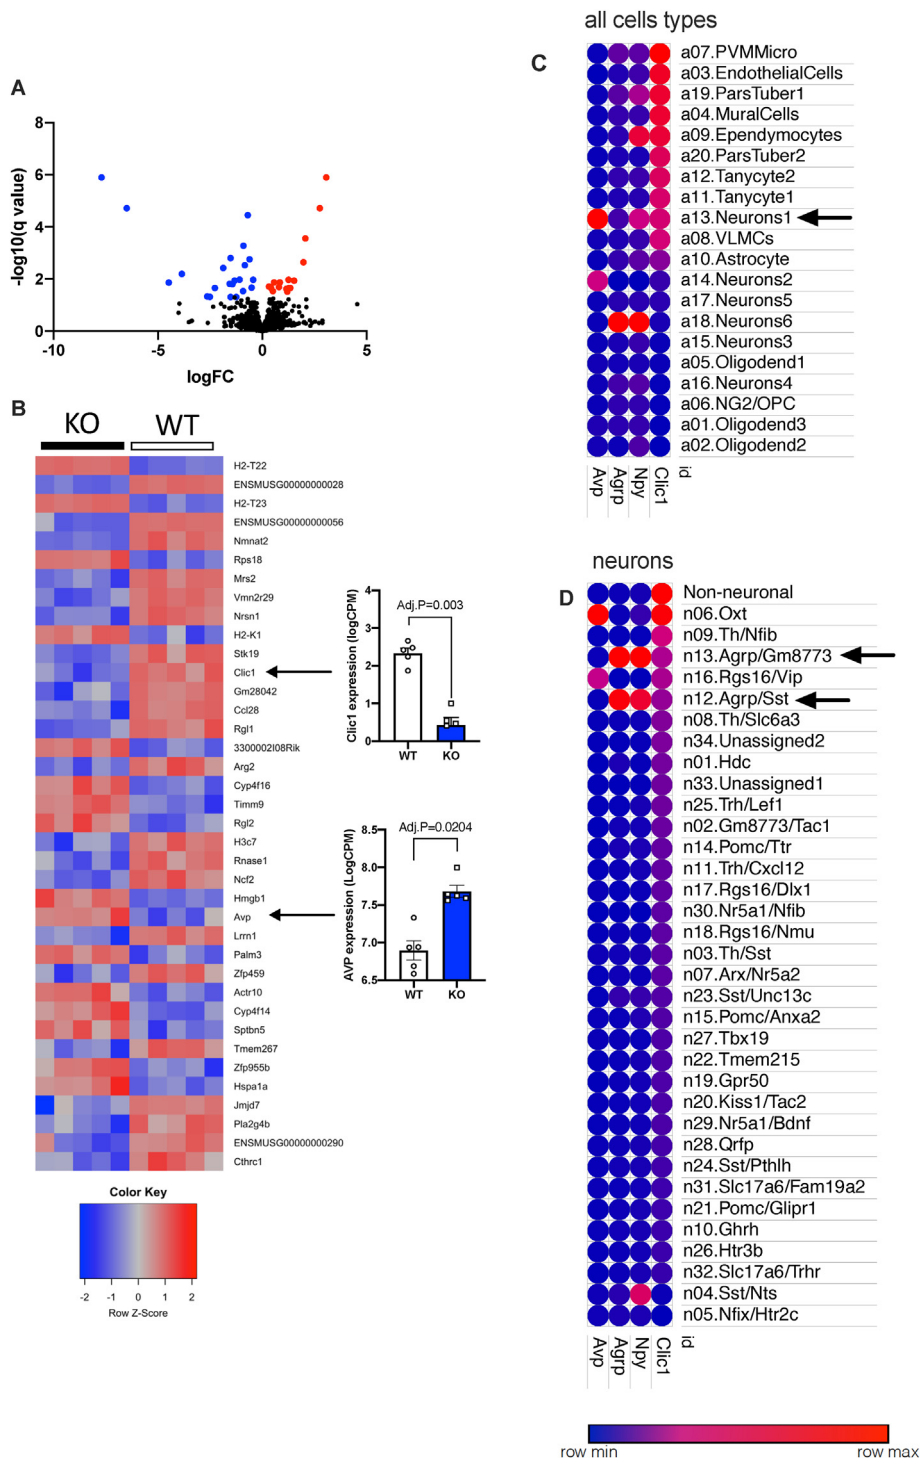 A
8
6
4
2
0
-log10(q value)
-10
-5
0
5
logFC
B
KO
WT
H2-T22
ENSMUSG00000000028
H2-T23
ENSMUSG00000000056
Nmnat2
Rps18
Mrs2
Vmn2r29
Nrsn1
H2-K1
Stk19
Clic1
Gm28042
Ccl28
Rgl1
3300002I08Rik
Arg2
Cyp4f16
Timm9
Rgl2
H3c7
Rnase1
Ncf2
Hmgb1
Avp
Lrrn1
Palm3
Zfp459
Actr10
Cyp4f14
Sptbn5
Tmem267
Zfp955b
Hspa1a
Jmjd7
Pla2g4b
ENSMUSG00000000290
Cthrc1
Color Key
-2 -1 0 1 2
Row Z-Score
Adj.P=0.003
4
3
2
1
0
Clic1 expression (logCPM)
WT KO
Adj.P=0.0204
8.5
8.0
7.5
7.0
6.5
AVP expression (LogCPM)
WT KO
all cells types
C
a07.PVMMicro
a03.EndothelialCells
a19.ParsTuber1
a04.MuralCells
a09.Ependymocytes
a20.ParsTuber2
a12.Tanycyte2
a11.Tanycyte1
a13.Neurons1
a08.VLMCs
a10.Astrocyte
a14.Neurons2
a17.Neurons5
a18.Neurons6
a15.Neurons3
a05.Oligodend1
a16.Neurons4
a06.NG2/OPC
a01.Oligodend3
a02.Oligodend2
Avp
Agrp
Npy
Clic1
id
neurons
D
Non-neuronal
n06.Oxt
n09.Th/Nfib
n13.Agrp/Gm8773
n16.Rgs16/Vip
n12.Agrp/Sst
n08.Th/Slc6a3
n34.Unassigned2
n01.Hdc
n33.Unassigned1
n25.Trh/Lef1
n02.Gm8773/Tac1
n14.Pomc/Ttr
n11.Trh/Cxcl12
n17.Rgs16/Dlx1
n30.Nr5a1/Nfib
n18.Rgs16/Nmu
n03.Th/Sst
n07.Arx/Nr5a2
n23.Sst/Unc13c
n15.Pomc/Anxa2
n27.Tbx19
n22.Tmem215
n19.Gpr50
n20.Kiss1/Tac2
n29.Nr5a1/Bdnf
n28.Qrfp
n24.Sst/Pthlh
n31.Slc17a6/Fam19a2
n21.Pomc/Glipr1
n10.Ghrh
n26.Htr3b
n32.Slc17a6/Trhr
n04.Sst/Nts
n05.Nfix/Htr2c
Avp
Agrp
Npy
Clic1
id
row min
row max